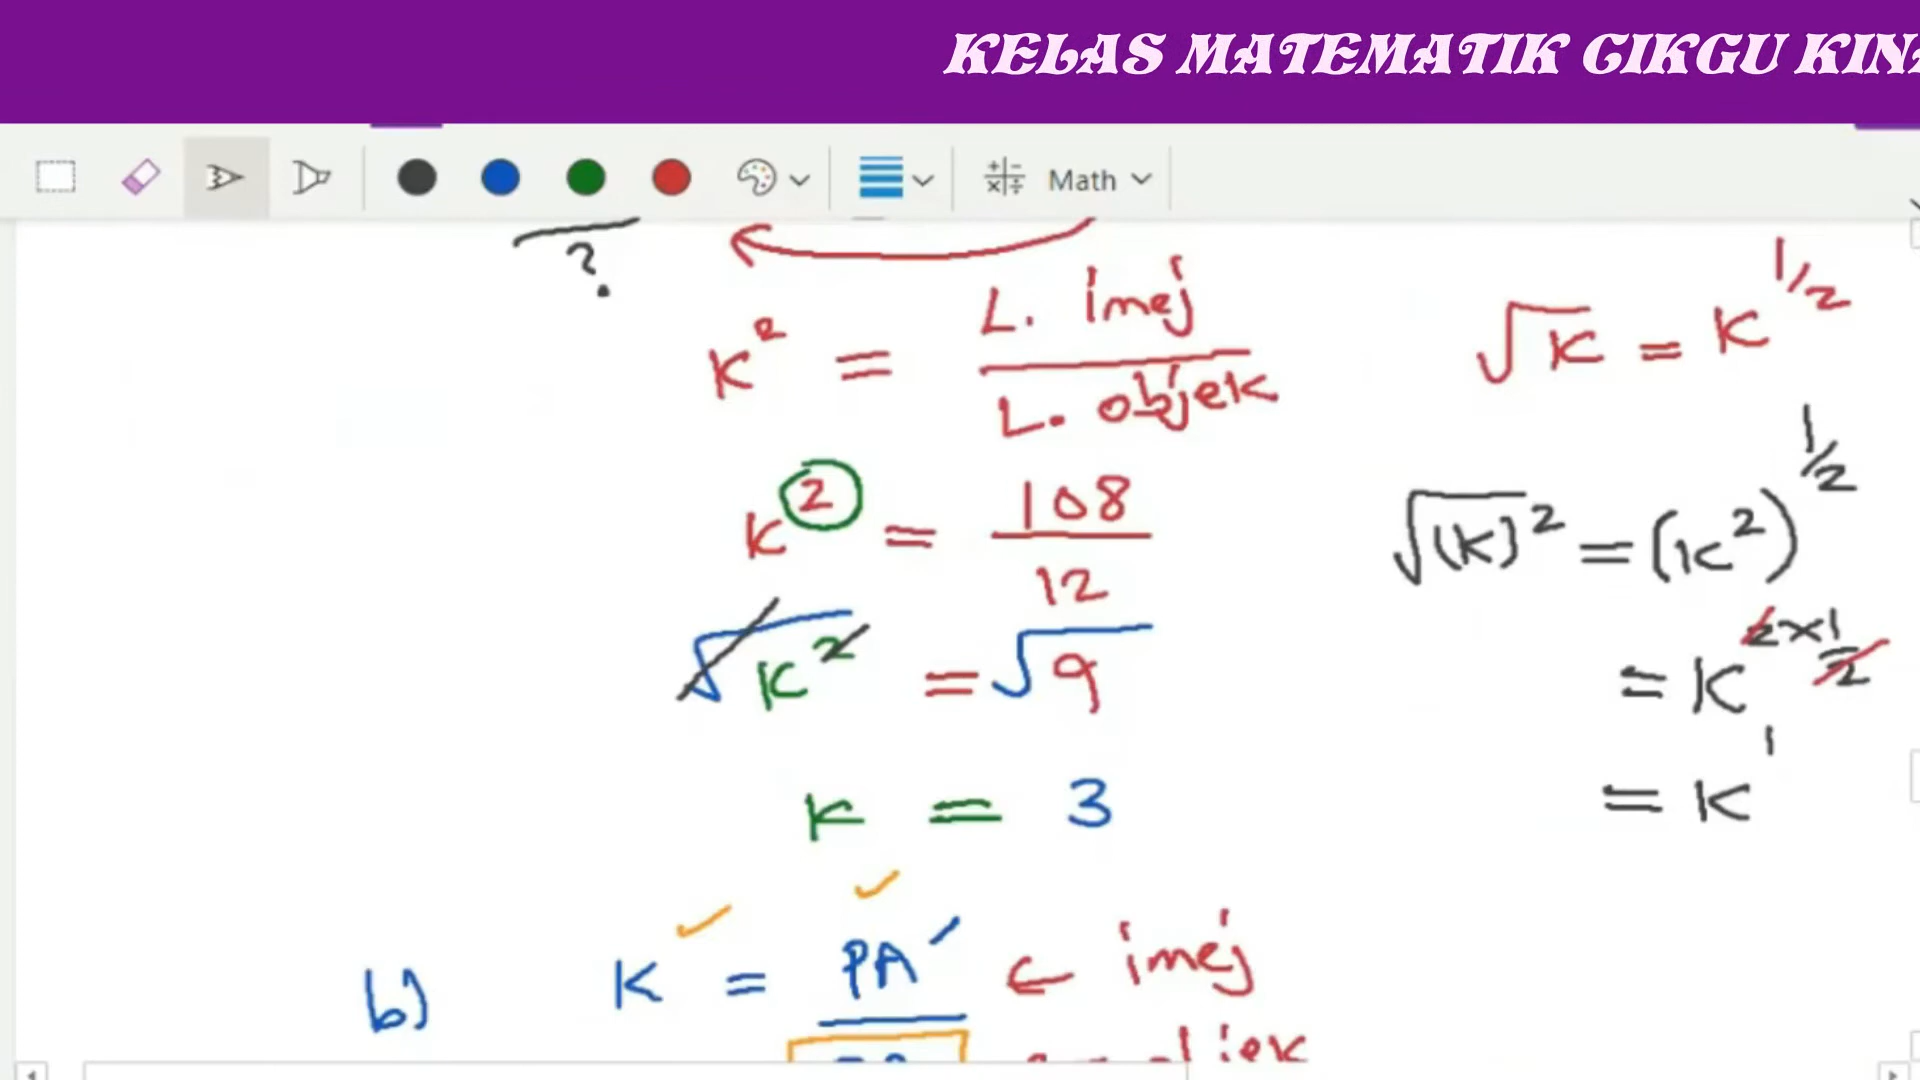 KELAS MATEMATIK CIKGU KIN
Math
?
k² = L. imej / L. objek
k² = 108 / 12
√k² = √9
k = 3
b) K = PA′ ← imej
√K = K^1/2
√(K)² = (K²)^1/2
= K^2×1/2
= K^1